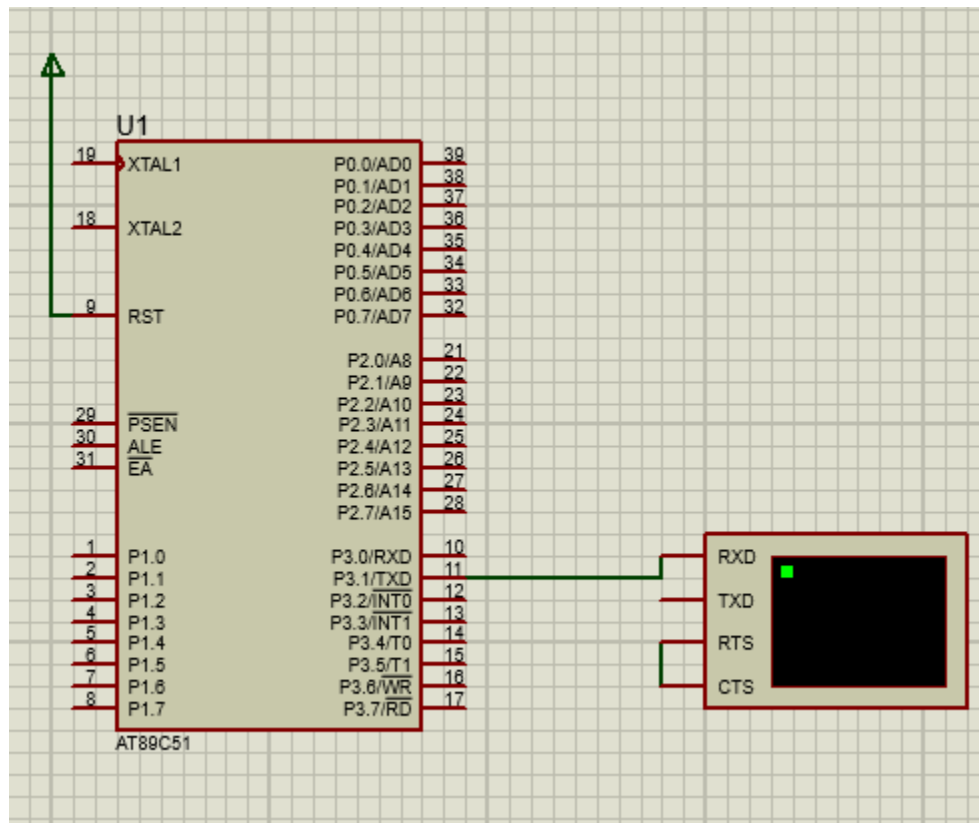 U1
19 XTAL1 P0.0/AD0 39
P0.1/AD1 38
P0.2/AD2 37
18 XTAL2 P0.3/AD3 36
P0.4/AD4 35
P0.5/AD5 34
P0.6/AD6 33
9 RST P0.7/AD7 32
P2.0/A8 21
P2.1/A9 22
P2.2/A10 23
29 PSEN P2.3/A11 24
30 ALE P2.4/A12 25
31 EA P2.5/A13 26
P2.6/A14 27
P2.7/A15 28
1 P1.0 P3.0/RXD 10 RXD
2 P1.1 P3.1/TXD 11
3 P1.2 P3.2/INT0 12 TXD
4 P1.3 P3.3/INT1 13
5 P1.4 P3.4/T0 14 RTS
6 P1.5 P3.5/T1 15
7 P1.6 P3.6/WR 16 CTS
8 P1.7 P3.7/RD 17
AT89C51